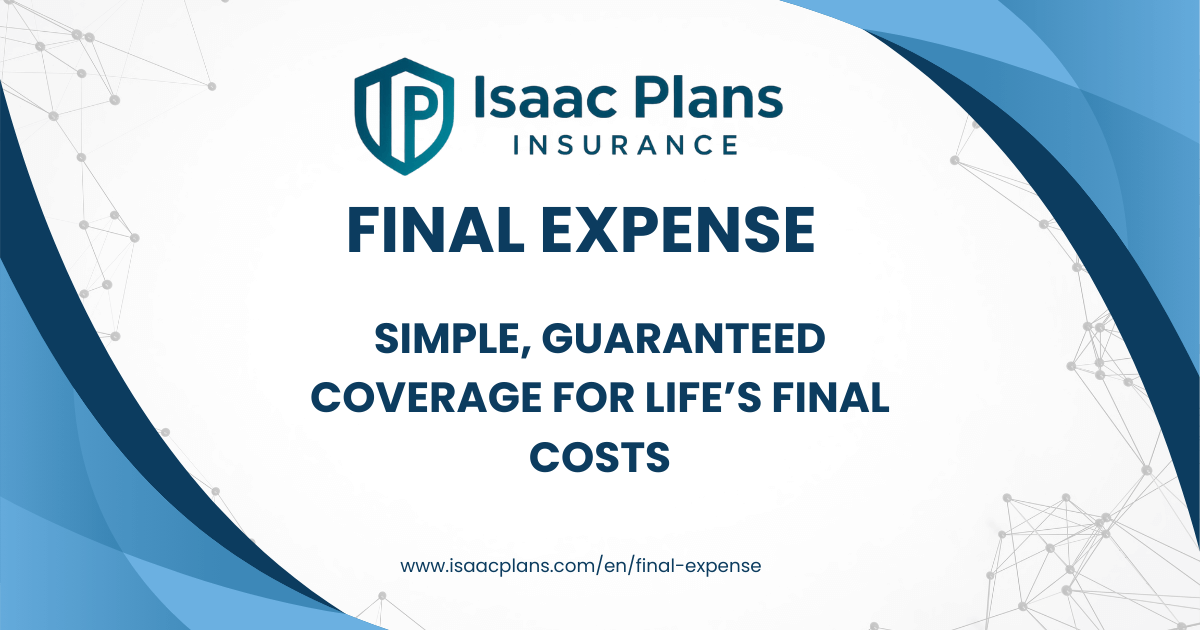 IP
Isaac Plans
INSURANCE
FINAL EXPENSE
SIMPLE, GUARANTEED
COVERAGE FOR LIFE’S FINAL
COSTS
www.isaacplans.com/en/final-expense